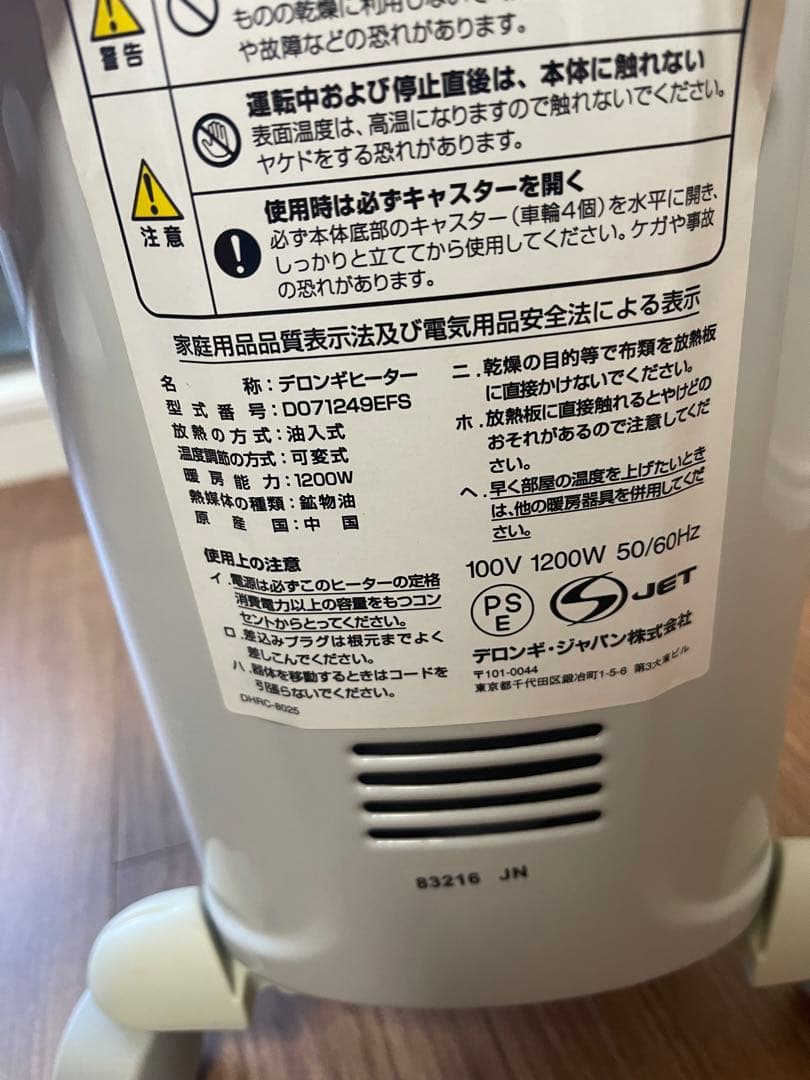 警告
ものの乾燥に利用しない
や故障などの恐れがあります。
注意
運転中および停止直後は、本体に触れない
表面温度は、高温になりますので触れないでください。
ヤケドをする恐れがあります。
使用時は必ずキャスターを開く
必ず本体底部のキャスター(車輪4個)を水平に開き、
しっかりと立ててから使用してください。ケガや事故
の恐れがあります。
家庭用品品質表示法及び電気用品安全法による表示
名称:デロンギヒーター
型式番号:D071249EFS
放熱の方式:油入式
温度調節の方式:可変式
暖房能力:1200W
熱媒体の種類:鉱物油
原産国:中国
使用上の注意
イ.電源は必ずこのヒーターの定格
消費電力以上の容量をもつコン
セントからとってください。
ロ.差込みプラグは根元までよく
差しこんでください。
ハ.器体を移動するときはコードを
引張らないでください。
DHRC-8025
ニ.乾燥の目的等で布類を放熱板
に直接かけないでください。
ホ.放熱板に直接触れるとやけどの
おそれがあるので注意してくだ
さい。
ヘ.早く部屋の温度を上げたいとき
は、他の暖房器具を併用してくだ
さい。
100V 1200W 50/60Hz
PS
E
S JET
デロンギ・ジャパン株式会社
〒101-0044
東京都千代田区鍛冶町1-5-6 第3大東ビル
83216 JN